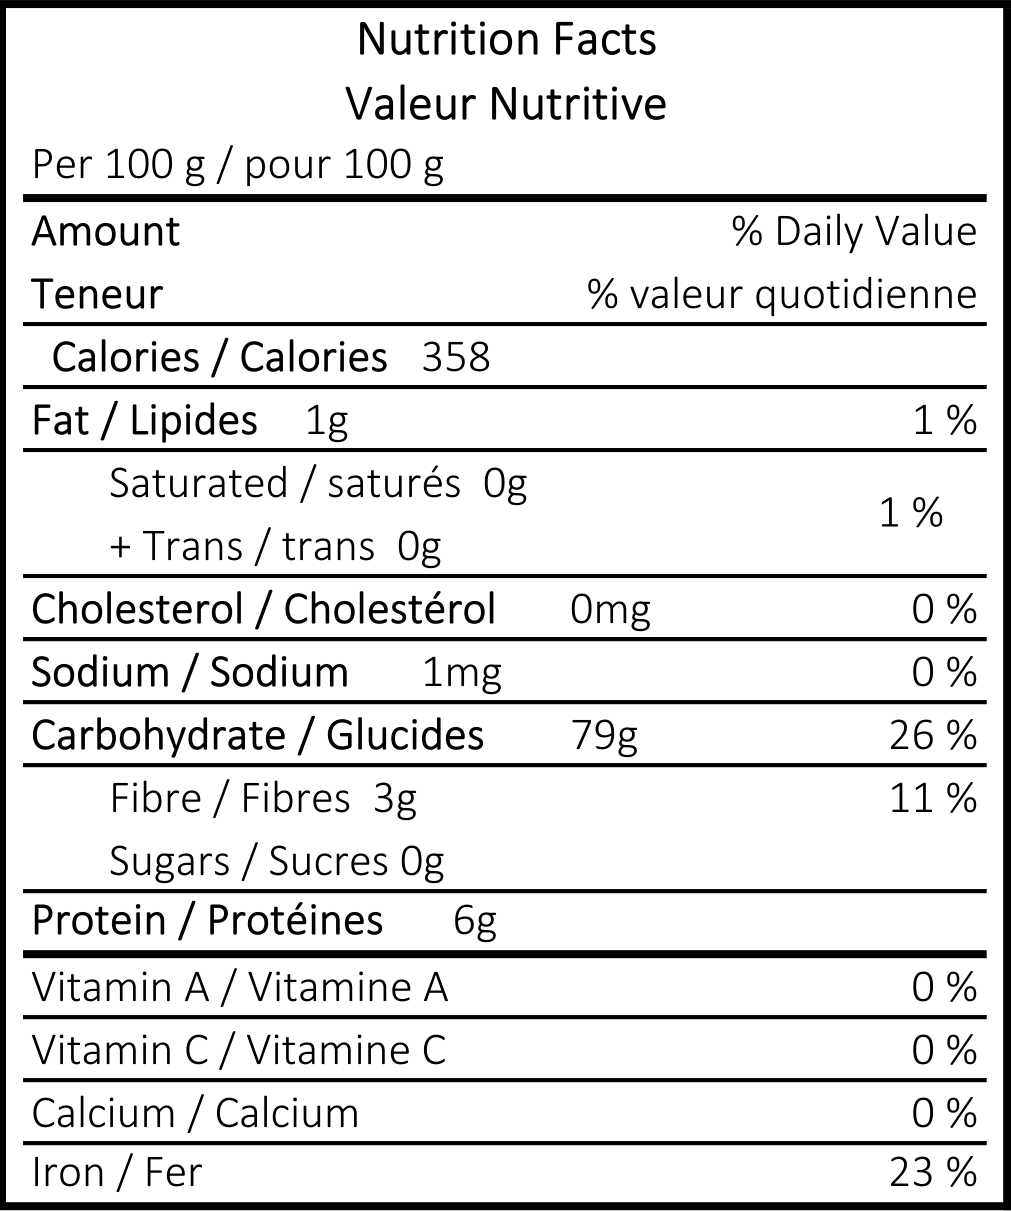 Nutrition Facts
Valeur Nutritive
Per 100 g / pour 100 g
Amount % Daily Value
Teneur % valeur quotidienne
Calories / Calories 358
Fat / Lipides 1g 1 %
Saturated / saturés 0g
1 %
+ Trans / trans 0g
Cholesterol / Cholestérol 0mg 0 %
Sodium / Sodium 1mg 0 %
Carbohydrate / Glucides 79g 26 %
Fibre / Fibres 3g 11 %
Sugars / Sucres 0g
Protein / Protéines 6g
Vitamin A / Vitamine A 0 %
Vitamin C / Vitamine C 0 %
Calcium / Calcium 0 %
Iron / Fer 23 %